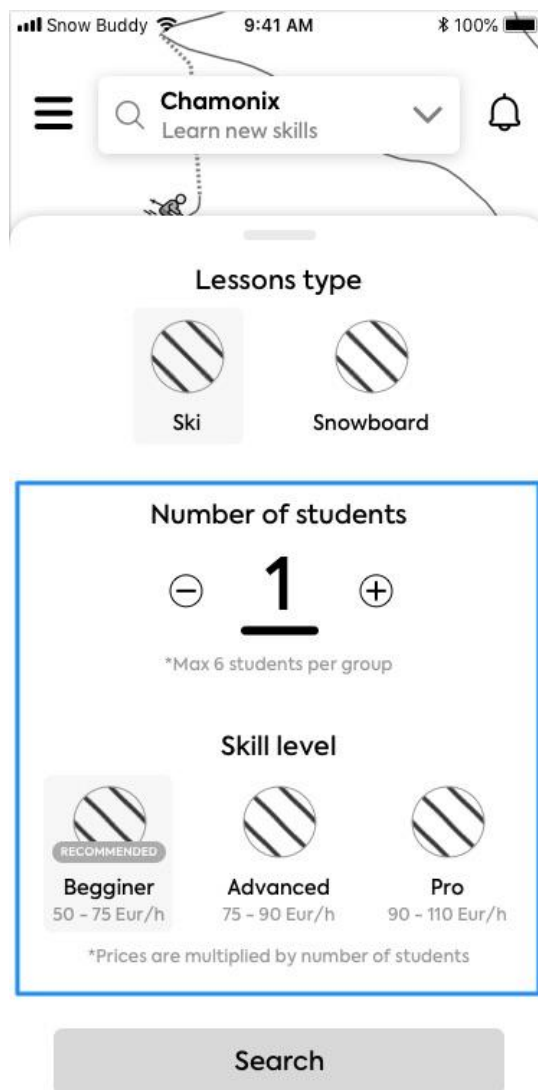 Snow Buddy 9:41 AM 100%
Chamonix
Learn new skills
Lessons type
Ski Snowboard
Number of students
1
*Max 6 students per group
Skill level
RECOMMENDED
Begginer Advanced Pro
50 - 75 Eur/h 75 - 90 Eur/h 90 - 110 Eur/h
*Prices are multiplied by number of students
Search